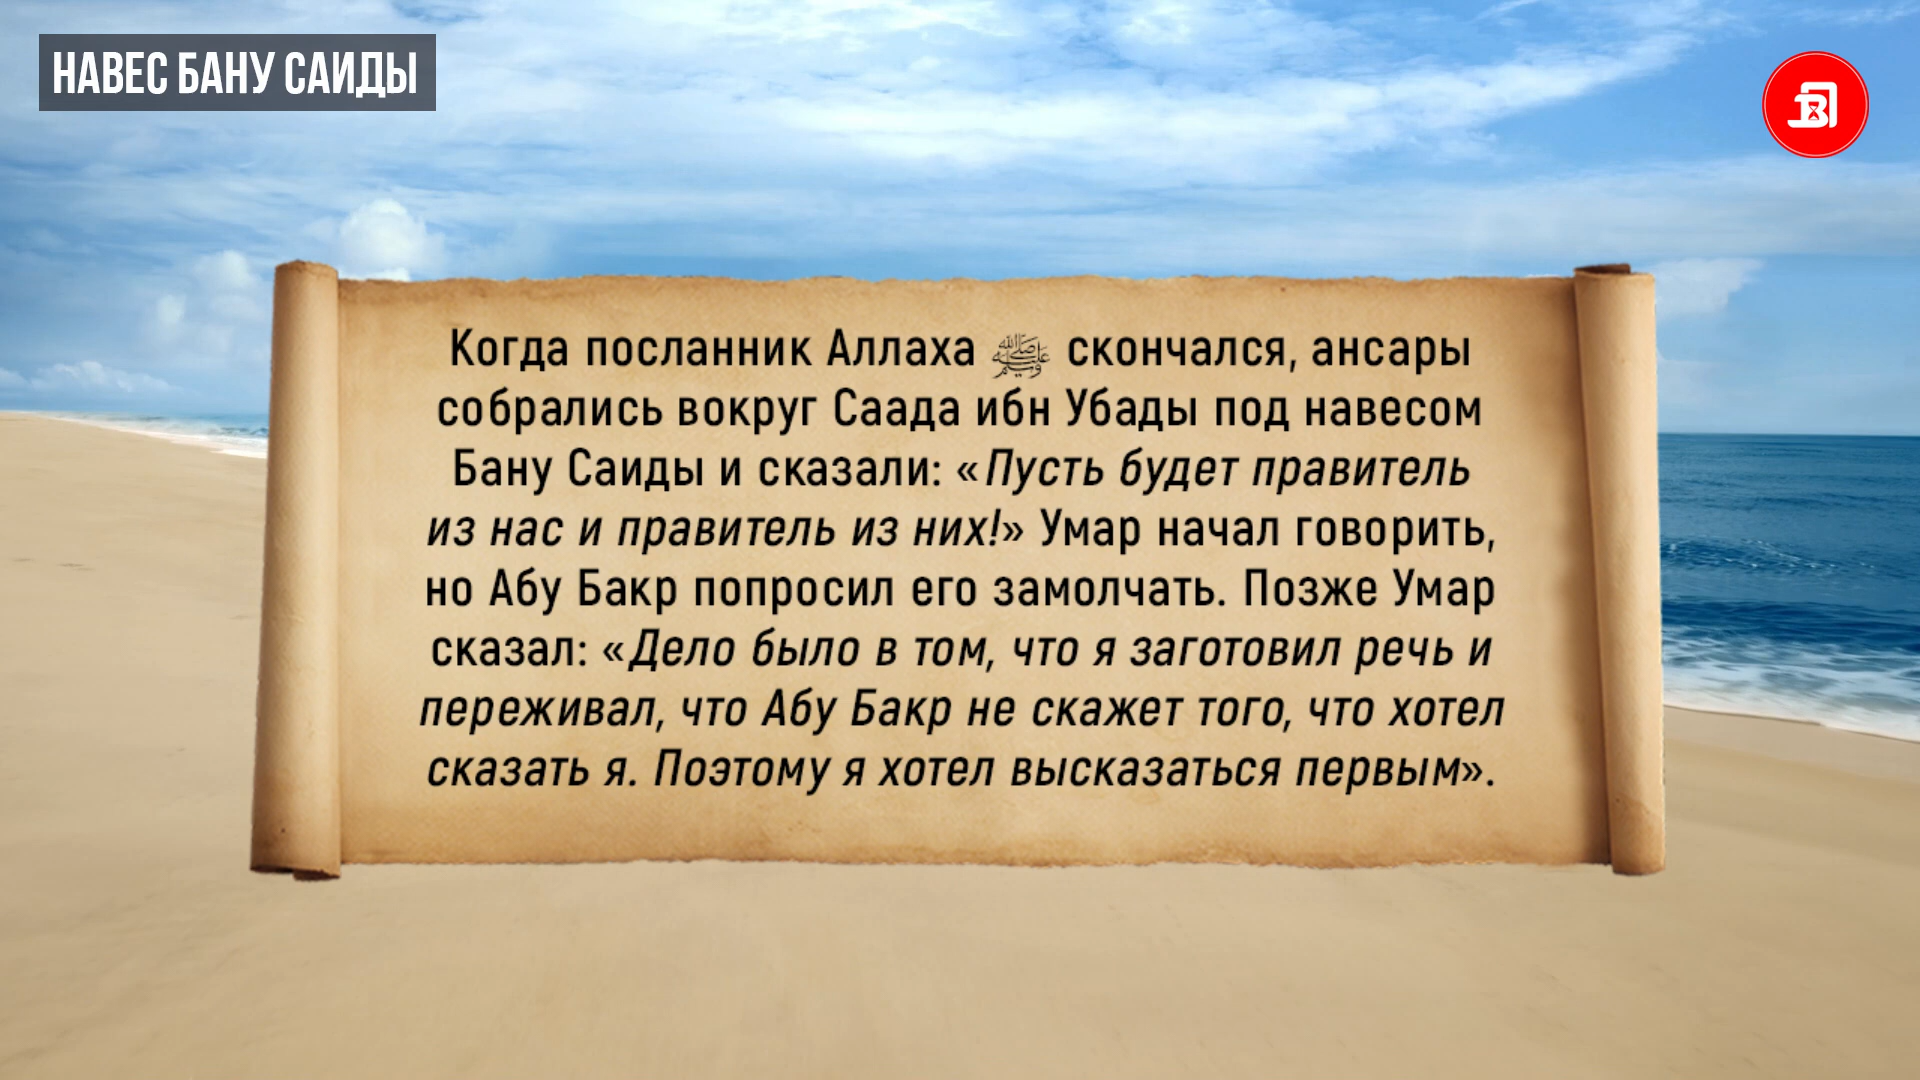 НАВЕС БАНУ САИДЫ
Когда посланник Аллаха ﷺ скончался, ансары
собрались вокруг Саада ибн Убады под навесом
Бану Саиды и сказали: «Пусть будет правитель
из нас и правитель из них!» Умар начал говорить,
но Абу Бакр попросил его замолчать. Позже Умар
сказал: «Дело было в том, что я заготовил речь и
переживал, что Абу Бакр не скажет того, что хотел
сказать я. Поэтому я хотел высказаться первым».